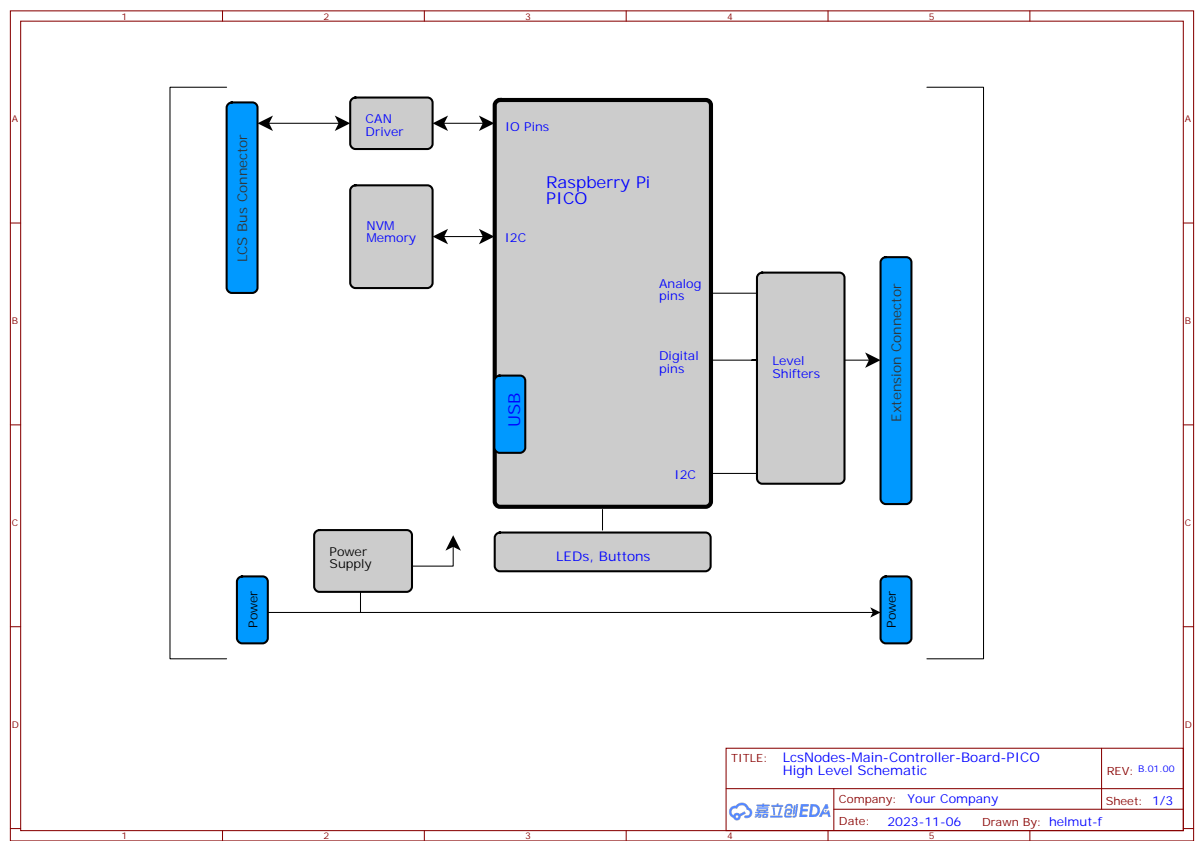 1 2 3 4 5
A A
CAN
Driver
IO Pins
LCS Bus Connector
Raspberry Pi
PICO
NVM
Memory
I2C
Analog
pins
Extension Connector
B B
Digital
pins
Level
Shifters
USB
I2C
C C
Power
Supply
LEDs, Buttons
Power
Power
D D
TITLE: LcsNodes-Main-Controller-Board-PICO
High Level Schematic
REV: B.01.00
嘉立创EDA
Company: Your Company
Sheet: 1/3
Date: 2023-11-06 Drawn By: helmut-f
1 2 3 4 5